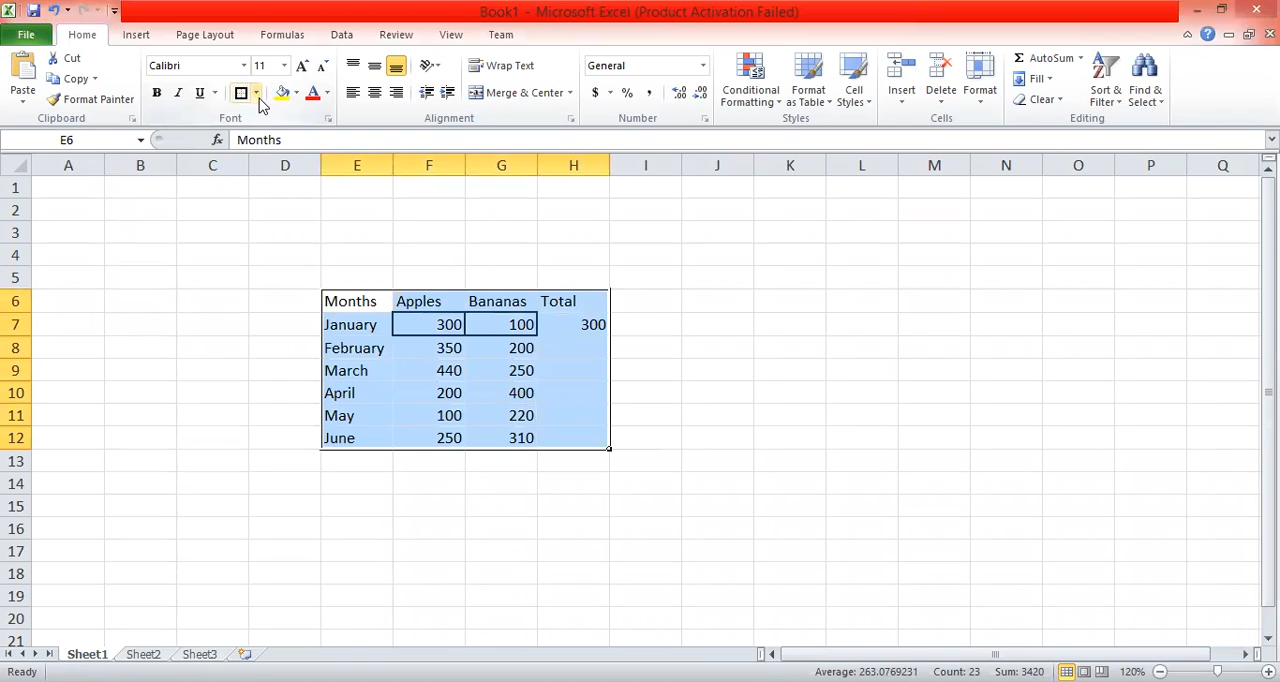 Book1 - Microsoft Excel (Product Activation Failed)
File Home Insert Page Layout Formulas Data Review View Team
Paste Cut Copy Format Painter Clipboard
Calibri 11 A A B I U A Font
Wrap Text Merge & Center Alignment
General $ % , Number
Conditional Formatting Format as Table Cell Styles Styles
Insert Delete Format Cells
Σ AutoSum Fill Clear Sort & Filter Find & Select Editing
E6 fx Months
A B C D E F G H I J K L M N O P Q
1
2
3
4
5
6 Months Apples Bananas Total
7 January 300 100 300
8 February 350 200
9 March 440 250
10 April 200 400
11 May 100 220
12 June 250 310
13
14
15
16
17
18
19
20
21
Sheet1 Sheet2 Sheet3
Ready Average: 263.0769231 Count: 23 Sum: 3420 120%